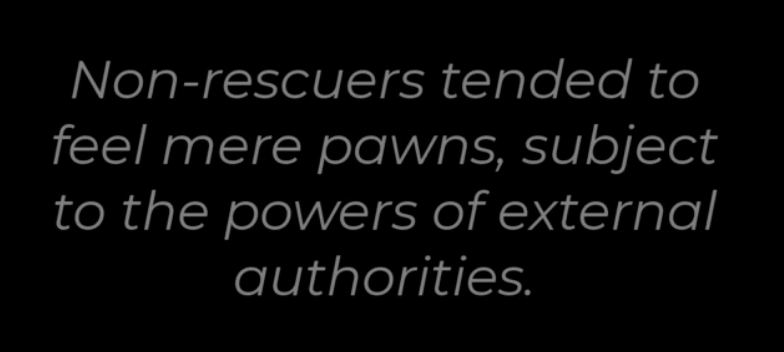 Non-rescuers tended to
feel mere pawns, subject
to the powers of external
authorities.